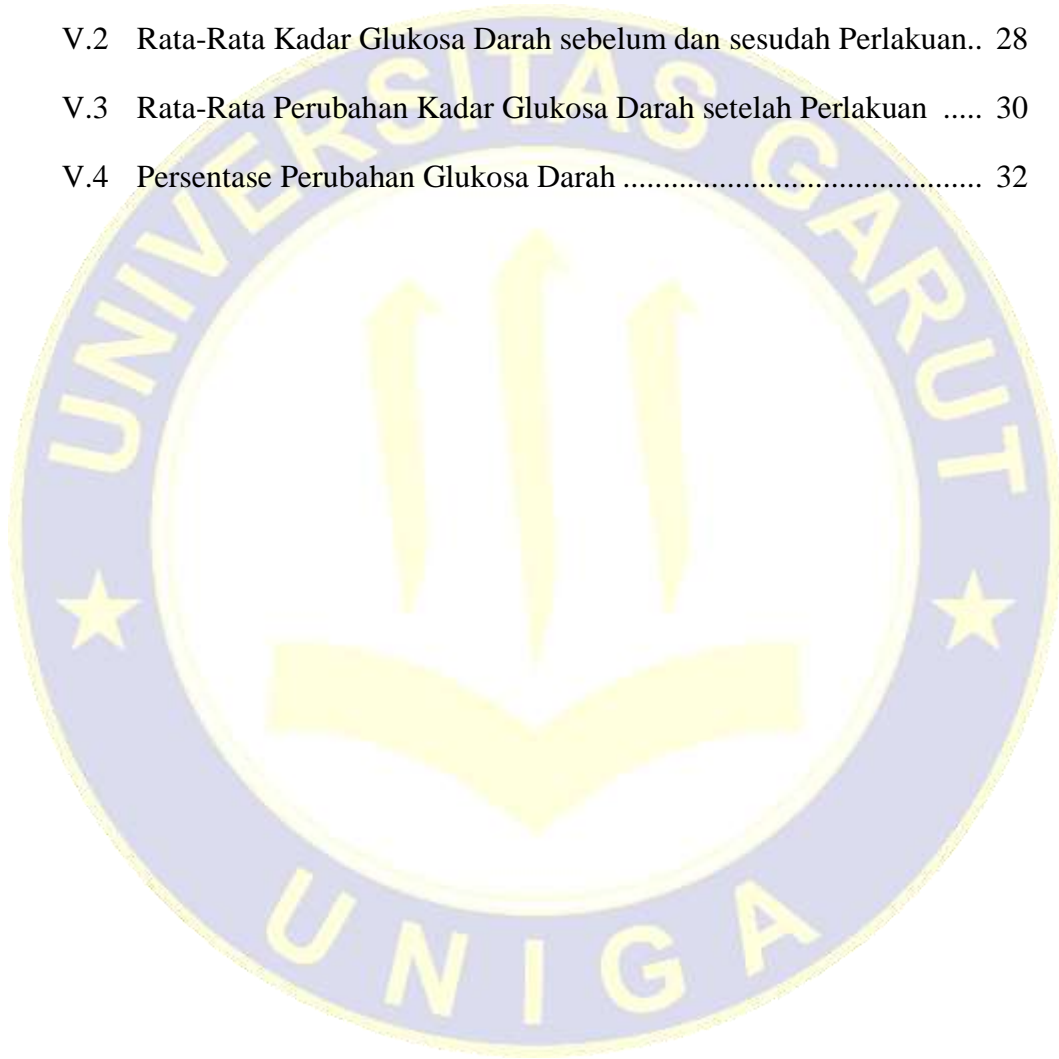 V.2 Rata-Rata Kadar Glukosa Darah sebelum dan sesudah Perlakuan.. 28
V.3 Rata-Rata Perubahan Kadar Glukosa Darah setelah Perlakuan ..... 30
V.4 Persentase Perubahan Glukosa Darah ............................................. 32
UNIVERSITAS GARUT
UNIGA